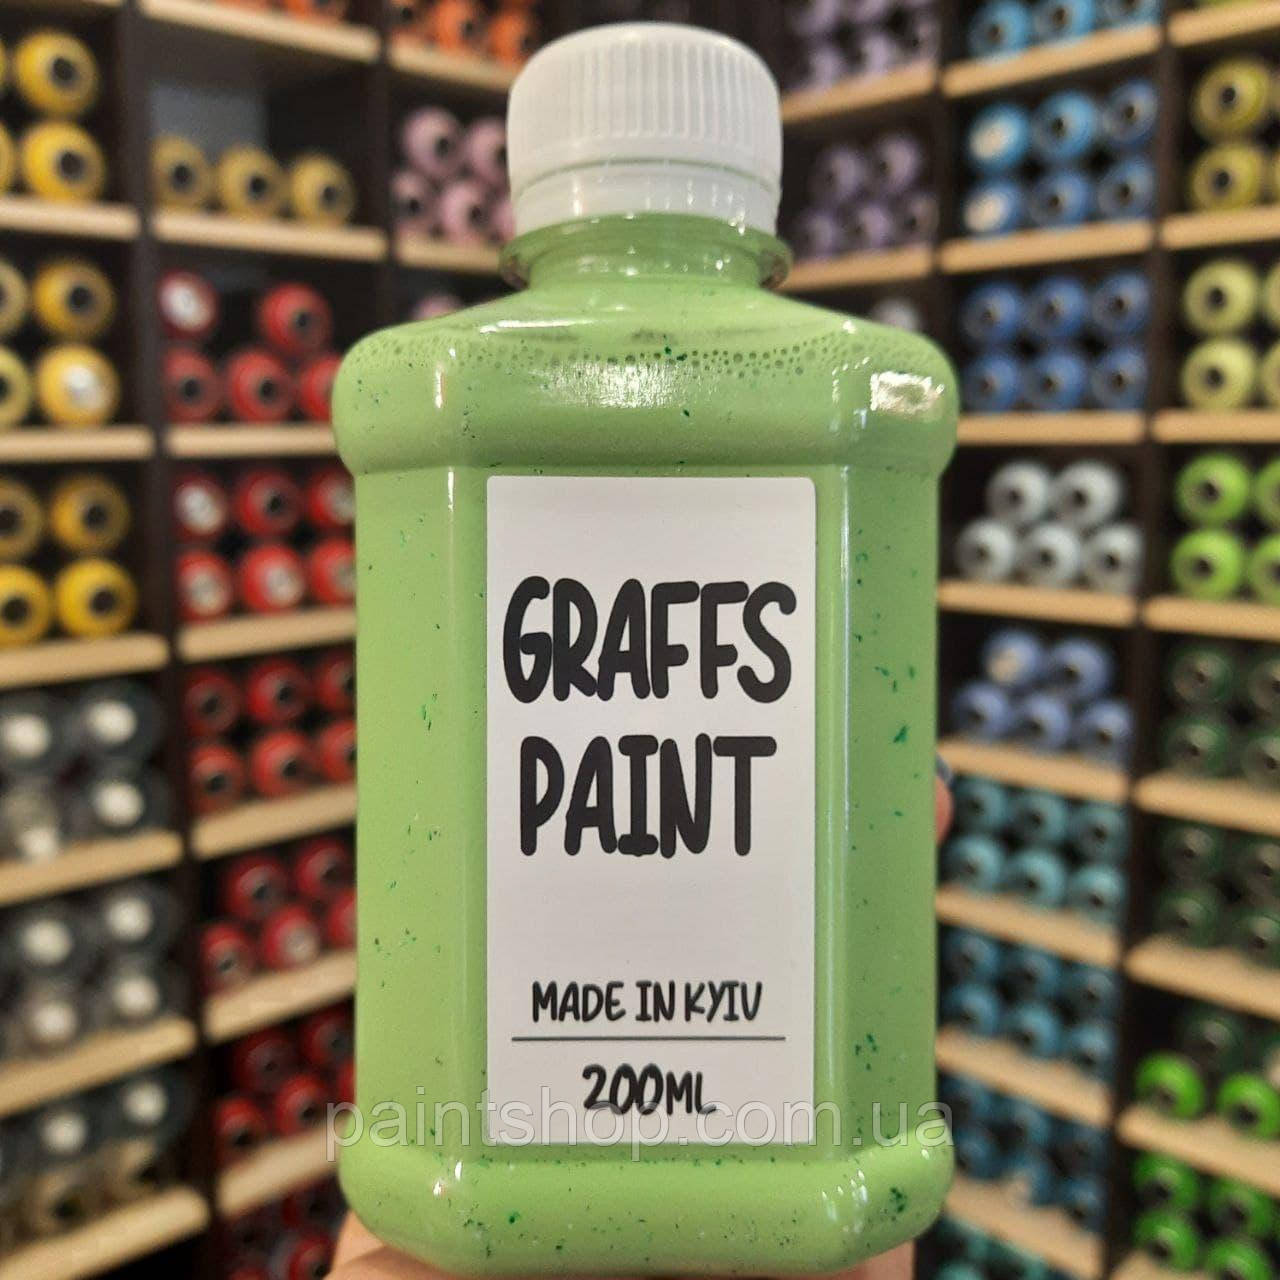 GRAFFS
PAINT
MADE IN KYIV
200ML
paintshop.com.ua